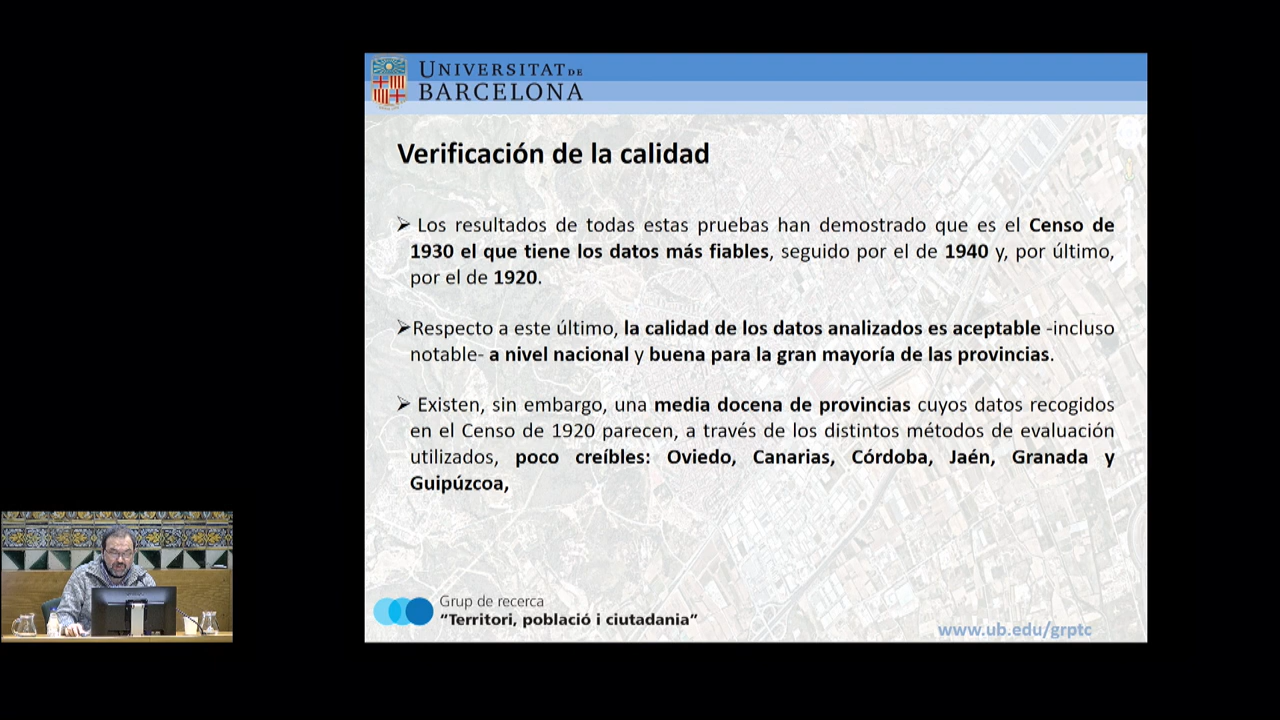 UNIVERSITAT DE
BARCELONA
Verificación de la calidad
➢ Los resultados de todas estas pruebas han demostrado que es el Censo de
1930 el que tiene los datos más fiables, seguido por el de 1940 y, por último,
por el de 1920.
➢Respecto a este último, la calidad de los datos analizados es aceptable -incluso
notable- a nivel nacional y buena para la gran mayoría de las provincias.
➢ Existen, sin embargo, una media docena de provincias cuyos datos recogidos
en el Censo de 1920 parecen, a través de los distintos métodos de evaluación
utilizados, poco creíbles: Oviedo, Canarias, Córdoba, Jaén, Granada y
Guipúzcoa,
Grup de recerca
"Territori, població i ciutadania"
www.ub.edu/grptc